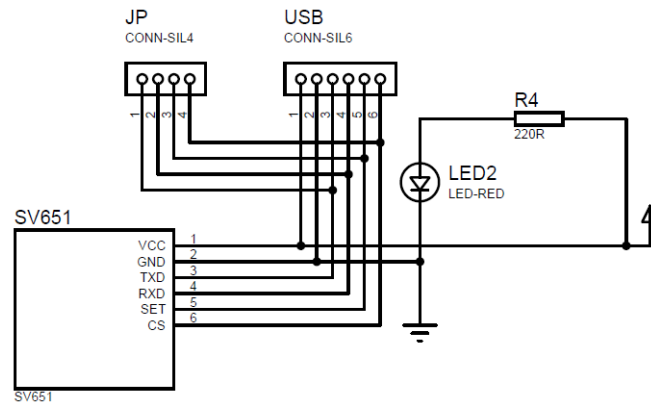 JP
CONN-SIL4
USB
CONN-SIL6
1
2
3
4
1
2
3
4
5
6
R4
220R
LED2
LED-RED
SV651
VCC 1
GND 2
TXD 3
RXD 4
SET 5
CS 6
SV651